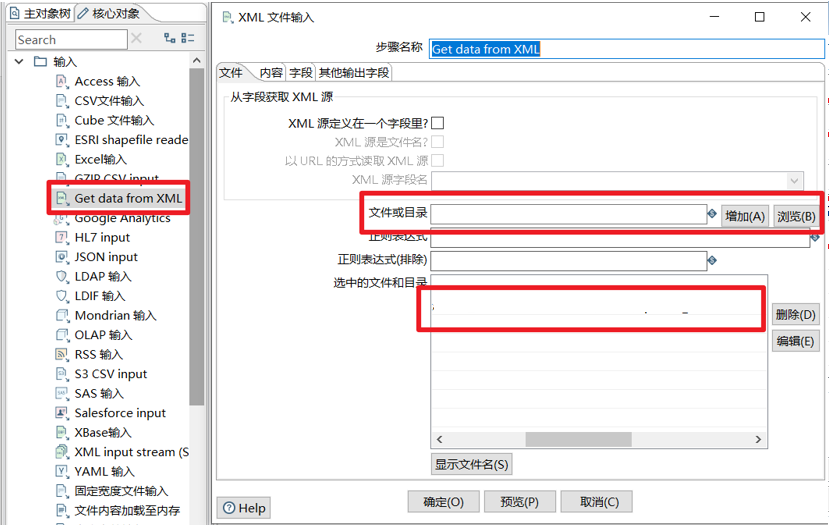 主对象树 核心对象
Search
输入
Access 输入
CSV文件输入
Cube 文件输入
ESRI shapefile reade
Excel输入
GZIP CSV input
Get data from XML
Google Analytics
HL7 input
JSON input
LDAP 输入
LDIF 输入
Mondrian 输入
OLAP 输入
RSS 输入
S3 CSV input
SAS 输入
Salesforce input
XBase输入
XML input stream (S
YAML 输入
固定宽度文件输入
文件内容加载至内存
XML 文件输入
步骤名称 Get data from XML
文件 内容 字段 其他输出字段
从字段获取 XML 源
XML 源定义在一个字段里?
XML 源是文件名?
以 URL 的方式读取 XML 源
XML 源字段名
文件或目录 增加(A) 浏览(B)
正则表达式
正则表达式(排除)
选中的文件和目录
删除(D)
编辑(E)
显示文件名(S)
Help 确定(O) 预览(P) 取消(C)